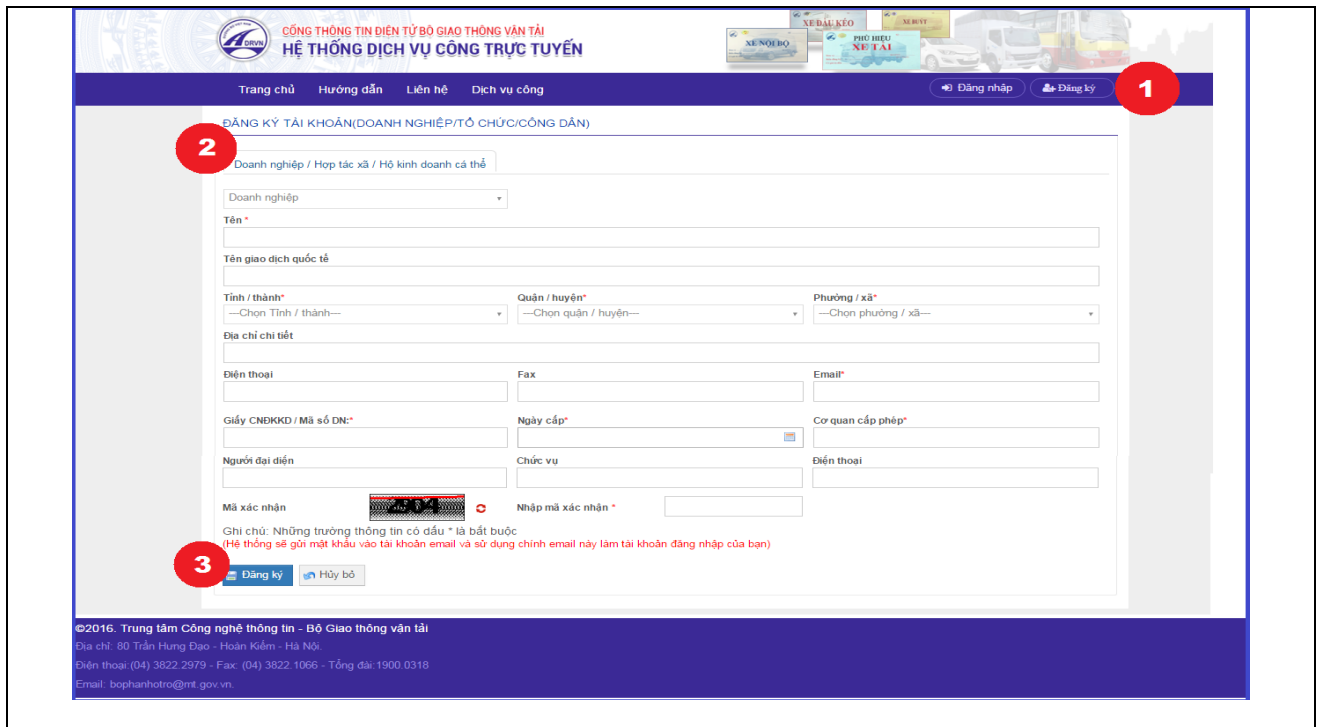 CỔNG THÔNG TIN ĐIỆN TỬ BỘ GIAO THÔNG VẬN TẢI
DRVN
HỆ THỐNG DỊCH VỤ CÔNG TRỰC TUYẾN
XE NỘI BỘ
XE ĐẦU KÉO
XE BUÝT
PHÙ HIỆU
XE TẢI
Trang chủ Hướng dẫn Liên hệ Dịch vụ công Đăng nhập Đăng ký 1
ĐĂNG KÝ TÀI KHOẢN(DOANH NGHIỆP/TỔ CHỨC/CÔNG DÂN)
2
Doanh nghiệp / Hợp tác xã / Hộ kinh doanh cá thể
Doanh nghiệp
Tên *
Tên giao dịch quốc tế
Tỉnh / thành* Quận / huyện* Phường / xã*
---Chọn Tỉnh / thành--- ---Chọn quận / huyện--- ---Chọn phường / xã---
Địa chỉ chi tiết
Điện thoại Fax Email*
Giấy CNĐKKD / Mã số DN:* Ngày cấp* Cơ quan cấp phép*
Người đại diện Chức vụ Điện thoại
Mã xác nhận Nhập mã xác nhận *
Ghi chú: Những trường thông tin có dấu * là bắt buộc
(Hệ thống sẽ gửi mật khẩu vào tài khoản email và sử dụng chính email này làm tài khoản đăng nhập của bạn)
3
Đăng ký Hủy bỏ
©2016. Trung tâm Công nghệ thông tin - Bộ Giao thông vận tải
Địa chỉ: 80 Trần Hưng Đạo - Hoàn Kiếm - Hà Nội.
Điện thoại:(04) 3822.2979 - Fax: (04) 3822.1066 - Tổng đài:1900.0318
Email: bophanhotro@mt.gov.vn.